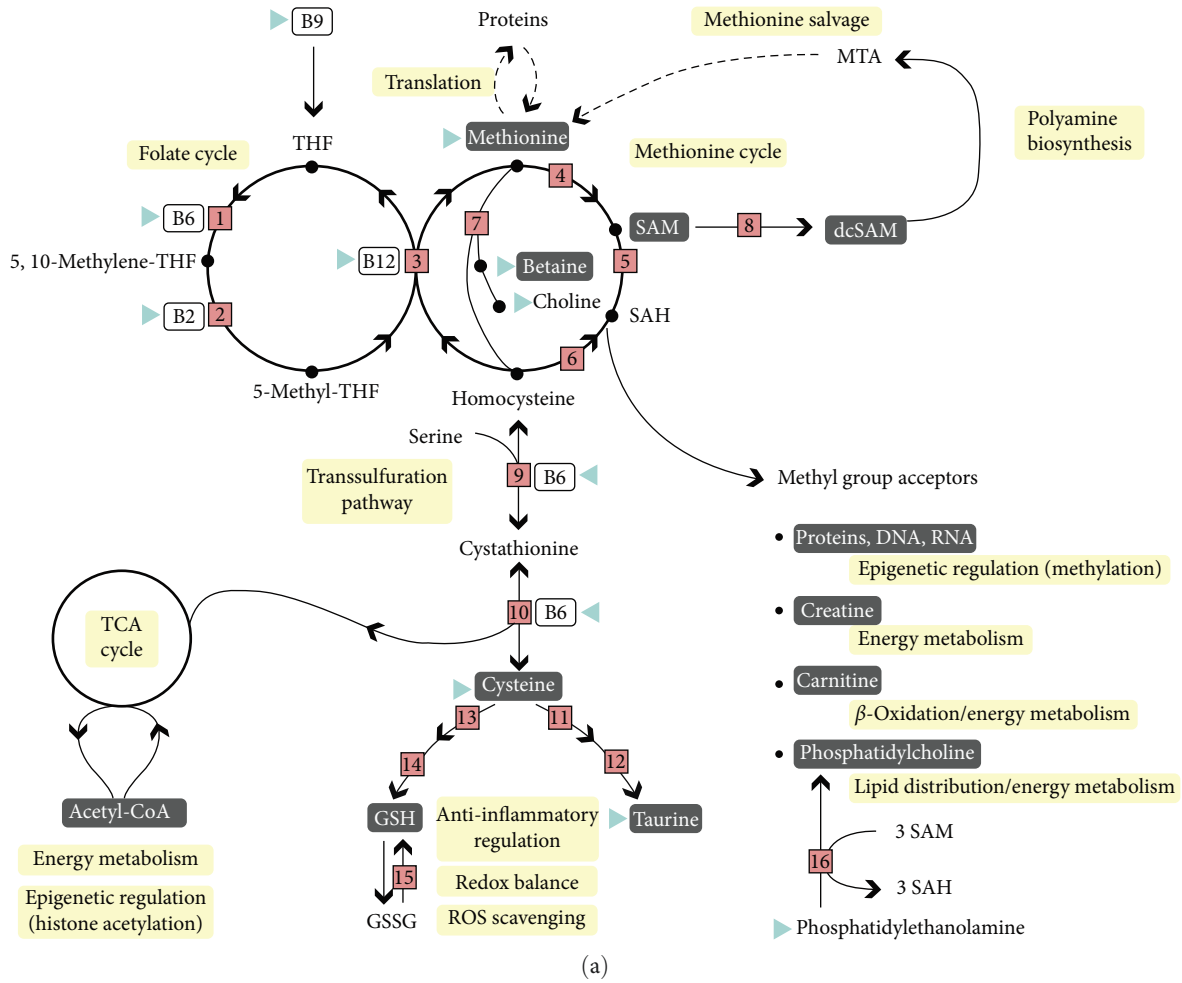 B9
Proteins
Methionine salvage
MTA
Translation
Polyamine
biosynthesis
Methionine
THF
Folate cycle
Methionine cycle
4
B6
1
7
SAM
8
dcSAM
5, 10-Methylene-THF
B12
3
Betaine
5
Choline
B2
2
SAH
6
5-Methyl-THF
Homocysteine
Serine
Transsulfuration
pathway
9
B6
Methyl group acceptors
Cystathionine
• Proteins, DNA, RNA
Epigenetic regulation (methylation)
TCA
cycle
10
B6
• Creatine
Energy metabolism
Cysteine
• Carnitine
13
11
β-Oxidation/energy metabolism
14
12
• Phosphatidylcholine
Lipid distribution/energy metabolism
Acetyl-CoA
GSH
Anti-inflammatory
regulation
Taurine
3 SAM
Energy metabolism
16
15
Redox balance
3 SAH
Epigenetic regulation
(histone acetylation)
GSSG
ROS scavenging
Phosphatidylethanolamine
(a)